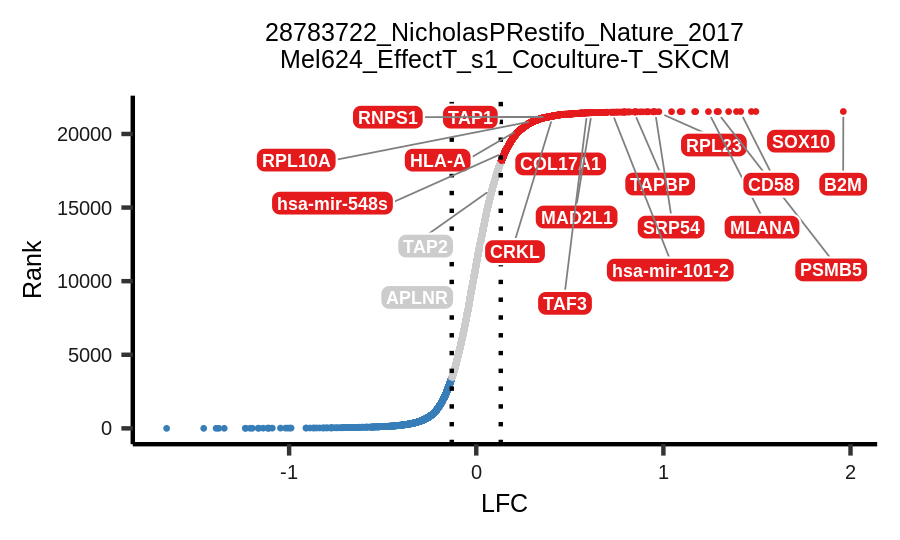 28783722_NicholasPRestifo_Nature_2017
Mel624_EffectT_s1_Coculture-T_SKCM
RNPS1
TAP1
RPL23
SOX10
RPL10A
HLA-A
COL17A1
TAPBP
CD58
B2M
hsa-mir-548s
MAD2L1
SRP54
MLANA
TAP2
CRKL
hsa-mir-101-2
PSMB5
APLNR
TAF3
Rank
20000
15000
10000
5000
0
-1
0
1
2
LFC